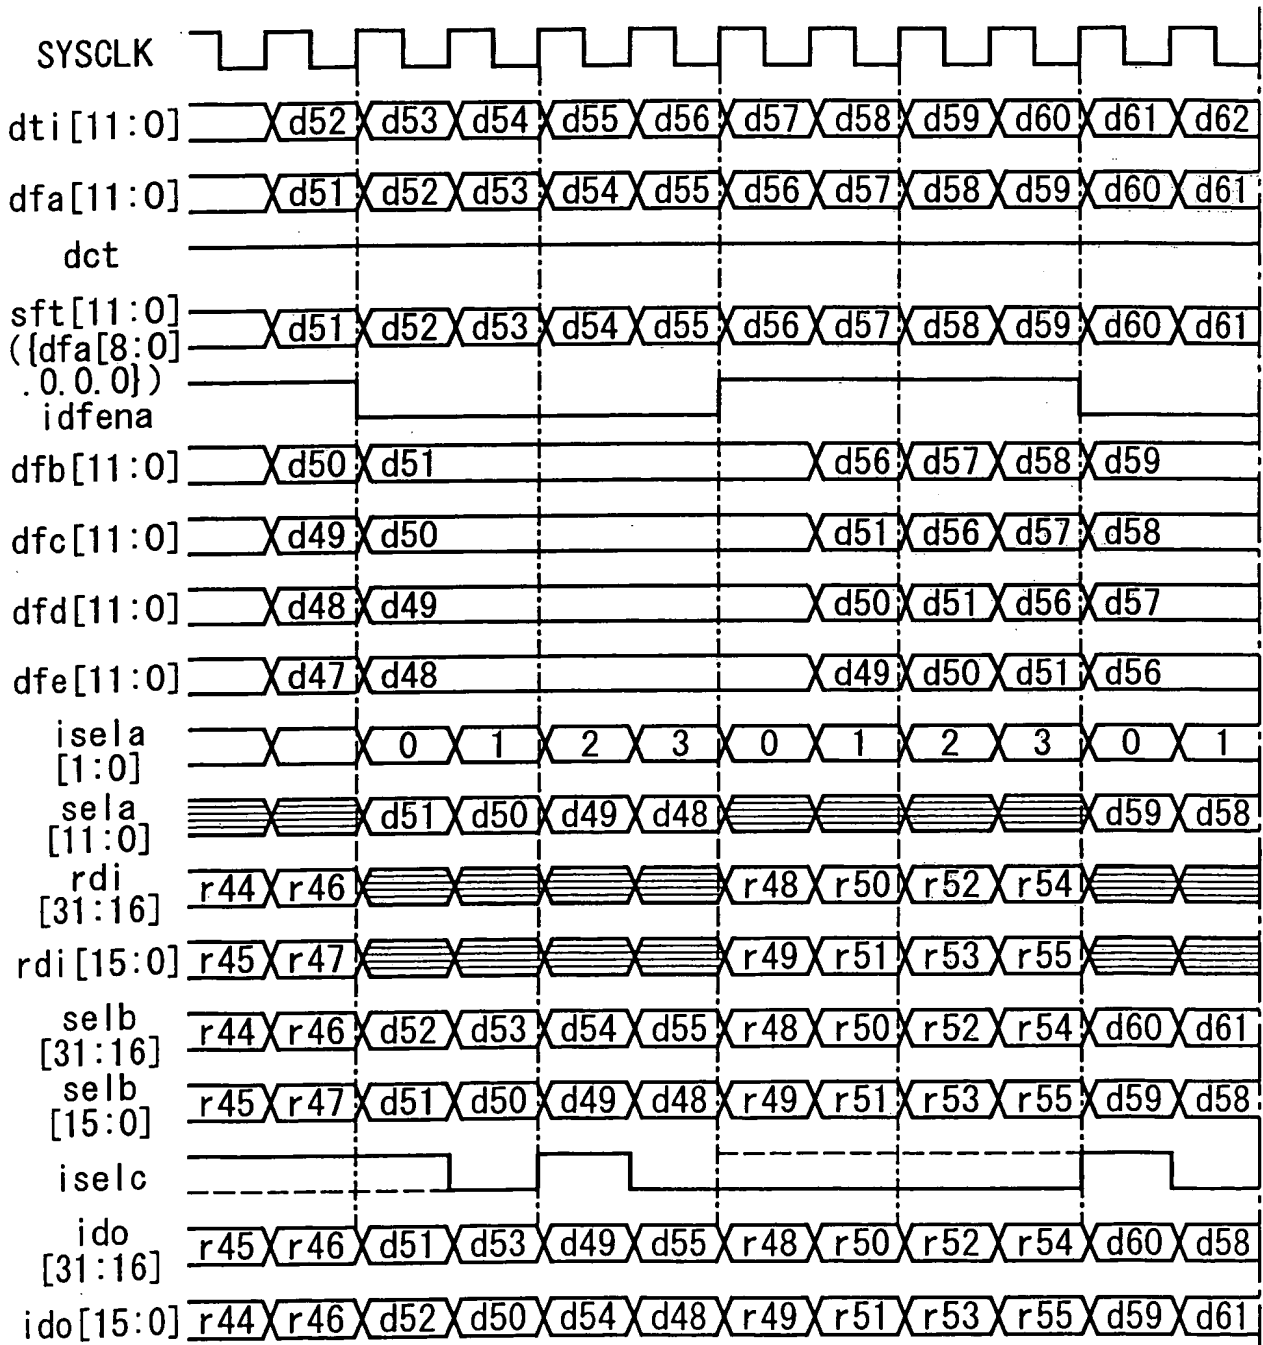 SYSCLK
dti[11:0] d52 d53 d54 d55 d56 d57 d58 d59 d60 d61 d62
dfa[11:0] d51 d52 d53 d54 d55 d56 d57 d58 d59 d60 d61
dct
sft[11:0] d51 d52 d53 d54 d55 d56 d57 d58 d59 d60 d61
({dfa[8:0]
.0.0.0})
idfena
dfb[11:0] d50 d51 d56 d57 d58 d59
dfc[11:0] d49 d50 d51 d56 d57 d58
dfd[11:0] d48 d49 d50 d51 d56 d57
dfe[11:0] d47 d48 d49 d50 d51 d56
isela 0 1 2 3 0 1 2 3 0 1
[1:0]
sela d51 d50 d49 d48 d59 d58
[11:0]
rdi r44 r46 r48 r50 r52 r54
[31:16]
rdi[15:0] r45 r47 r49 r51 r53 r55
selb r44 r46 d52 d53 d54 d55 r48 r50 r52 r54 d60 d61
[31:16]
selb r45 r47 d51 d50 d49 d48 r49 r51 r53 r55 d59 d58
[15:0]
iselc
ido r45 r46 d51 d53 d49 d55 r48 r50 r52 r54 d60 d58
[31:16]
ido[15:0] r44 r46 d52 d50 d54 d48 r49 r51 r53 r55 d59 d61